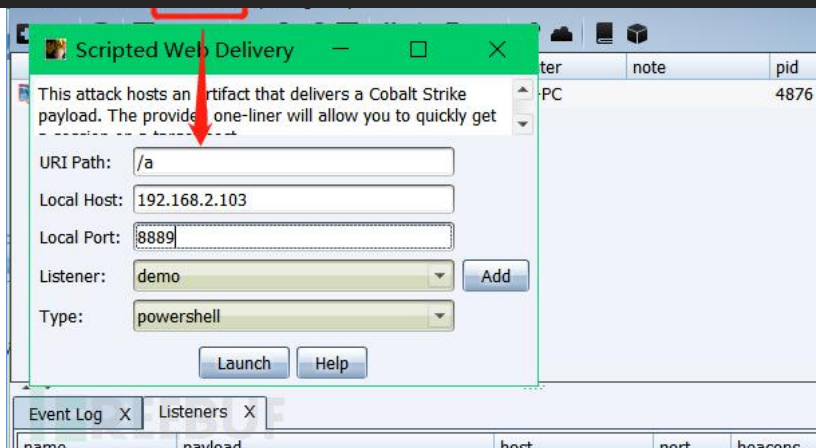 Scripted Web Delivery
ter note pid
This attack hosts an artifact that delivers a Cobalt Strike
-PC 4876
payload. The provided one-liner will allow you to quickly get
URI Path: /a
Local Host: 192.168.2.103
Local Port: 8889
Listener: demo Add
Type: powershell
Launch Help
Event Log X Listeners X
REEBUF
name payload host port beacons